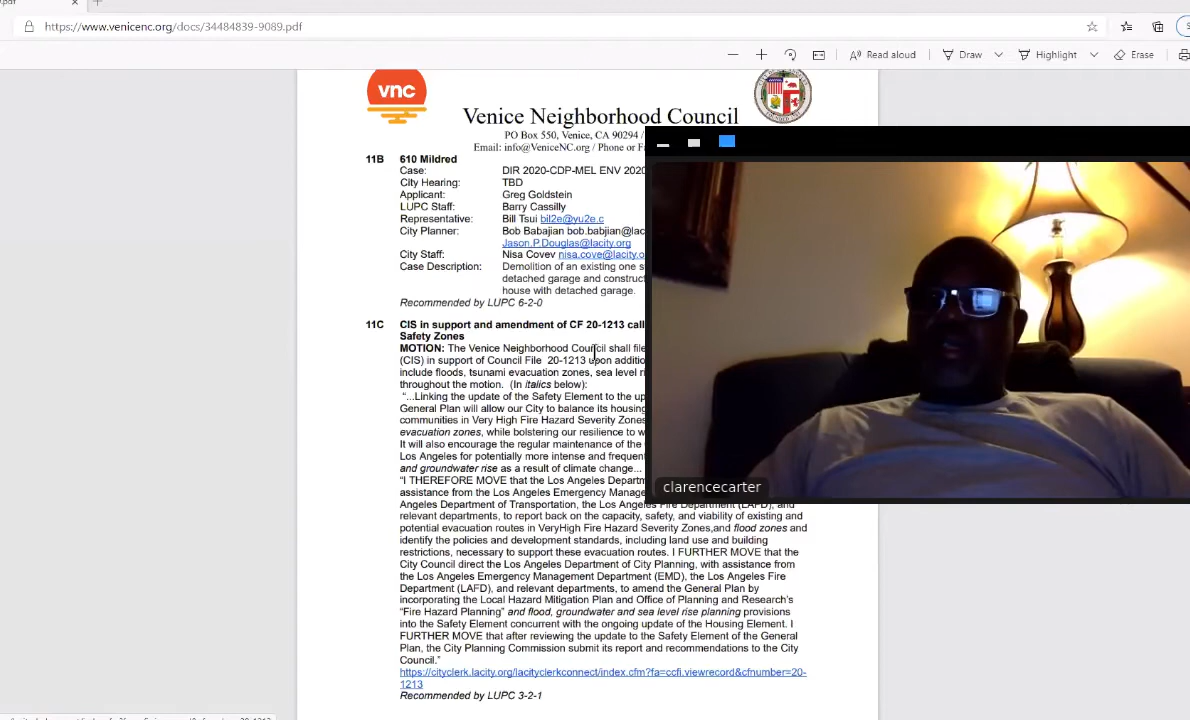 .pdf
https://www.venicenc.org/docs/34484839-9089.pdf
Read aloud
Draw
Highlight
Erase
vnc
Venice Neighborhood Council
PO Box 550, Venice, CA 90294 /
Email: info@VeniceNC.org / Phone or Fa
11B 610 Mildred
Case: DIR 2020-CDP-MEL ENV 2020
City Hearing: TBD
Applicant: Greg Goldstein
LUPC Staff: Barry Cassilly
Representative: Bill Tsui bil2e@yu2e.c
City Planner: Bob Babajian bob.babjian@lac
Jason.P.Douglas@lacity.org
City Staff: Nisa Covev nisa.cove@lacity.o
Case Description: Demolition of an existing one s
detached garage and construct
house with detached garage.
Recommended by LUPC 6-2-0
11C CIS in support and amendment of CF 20-1213 call
Safety Zones
MOTION: The Venice Neighborhood Council shall file
(CIS) in support of Council File 20-1213 upon additio
include floods, tsunami evacuation zones, sea level ri
throughout the motion. (In italics below):
"...Linking the update of the Safety Element to the up
General Plan will allow our City to balance its housing
communities in Very High Fire Hazard Severity Zones
evacuation zones, while bolstering our resilience to w
It will also encourage the regular maintenance of the
Los Angeles for potentially more intense and frequent
and groundwater rise as a result of climate change...
"I THEREFORE MOVE that the Los Angeles Departm
assistance from the Los Angeles Emergency Manage
Angeles Department of Transportation, the Los Angeles Fire Department (LAFD), and
relevant departments, to report back on the capacity, safety, and viability of existing and
potential evacuation routes in VeryHigh Fire Hazard Severity Zones,and flood zones and
identify the policies and development standards, including land use and building
restrictions, necessary to support these evacuation routes. I FURTHER MOVE that the
City Council direct the Los Angeles Department of City Planning, with assistance from
the Los Angeles Emergency Management Department (EMD), the Los Angeles Fire
Department (LAFD), and relevant departments, to amend the General Plan by
incorporating the Local Hazard Mitigation Plan and Office of Planning and Research's
"Fire Hazard Planning" and flood, groundwater and sea level rise planning provisions
into the Safety Element concurrent with the ongoing update of the Housing Element. I
FURTHER MOVE that after reviewing the update to the Safety Element of the General
Plan, the City Planning Commission submit its report and recommendations to the City
Council."
https://cityclerk.lacity.org/lacityclerkconnect/index.cfm?fa=ccfi.viewrecord&cfnumber=20-
1213
Recommended by LUPC 3-2-1
clarencecarter